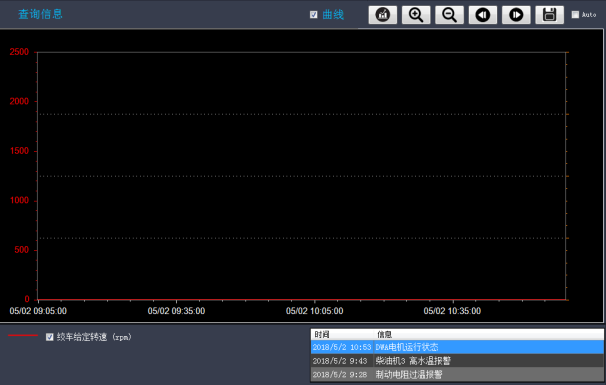 查询信息 曲线 Auto
2500
2000
1500
1000
500
0
05/02 09:05:00 05/02 09:35:00 05/02 10:05:00 05/02 10:35:00
绞车给定转速 (rpm)
时间 信息
2018/5/2 10:53 DWA电机运行状态
2018/5/2 9:43 柴油机3 高水温报警
2018/5/2 9:28 制动电阻过温报警